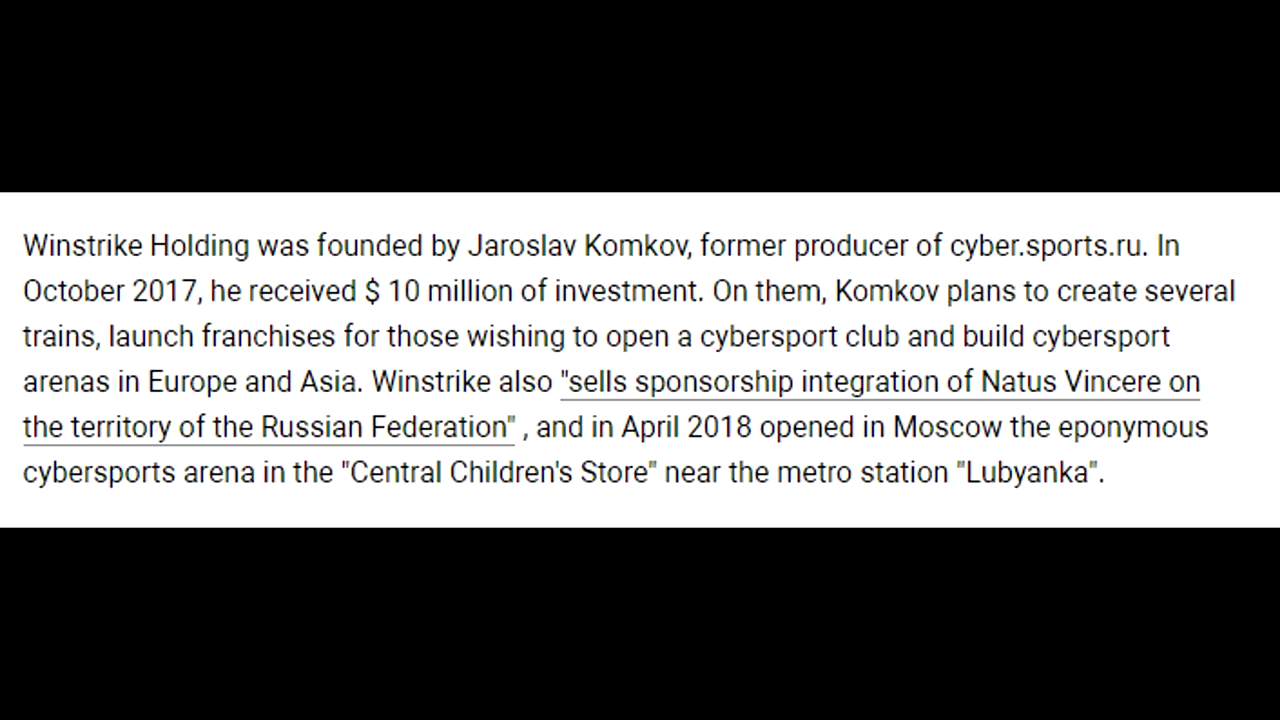 Winstrike Holding was founded by Jaroslav Komkov, former producer of cyber.sports.ru. In
October 2017, he received $ 10 million of investment. On them, Komkov plans to create several
trains, launch franchises for those wishing to open a cybersport club and build cybersport
arenas in Europe and Asia. Winstrike also "sells sponsorship integration of Natus Vincere on
the territory of the Russian Federation" , and in April 2018 opened in Moscow the eponymous
cybersports arena in the "Central Children's Store" near the metro station "Lubyanka".